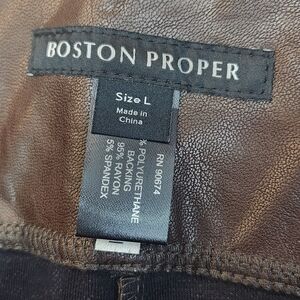 BOSTON PROPER
Size L
Made in
China
RN 90674
% POLYURETHANE
BACKING
95% RAYON
5% SPANDEX